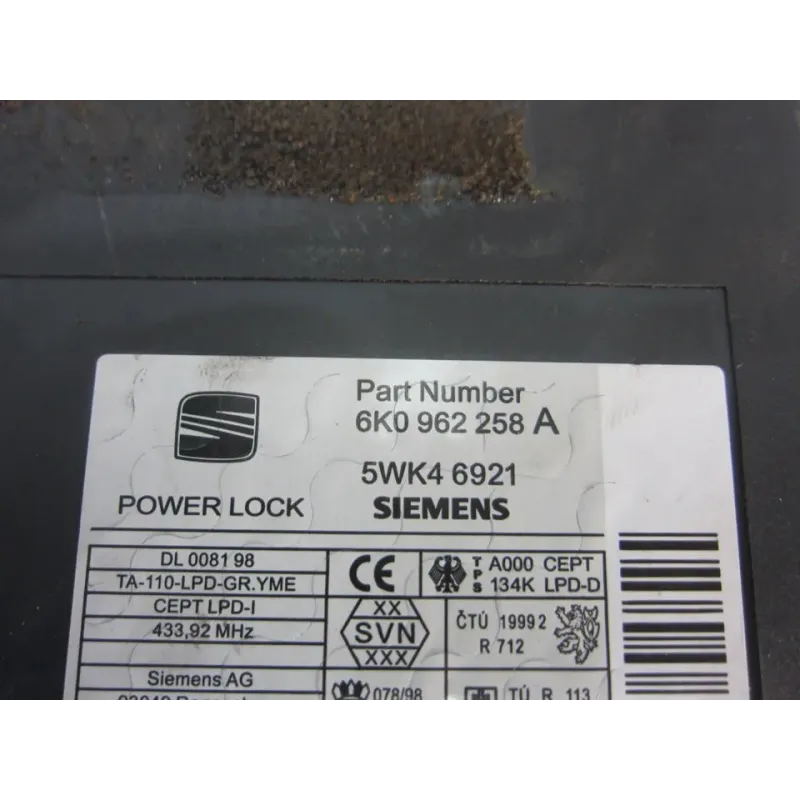 Part Number
6K0 962 258 A
5WK4 6921
POWER LOCK SIEMENS
DL 0081 98
TA-110-LPD-GR.YME
CEPT LPD-I
433,92 MHz
Siemens AG
CE
TPS A000 CEPT
134K LPD-D
XX
SVN
XXX
ČTÚ 1999 2
R 712
078/98
TÚ R 113